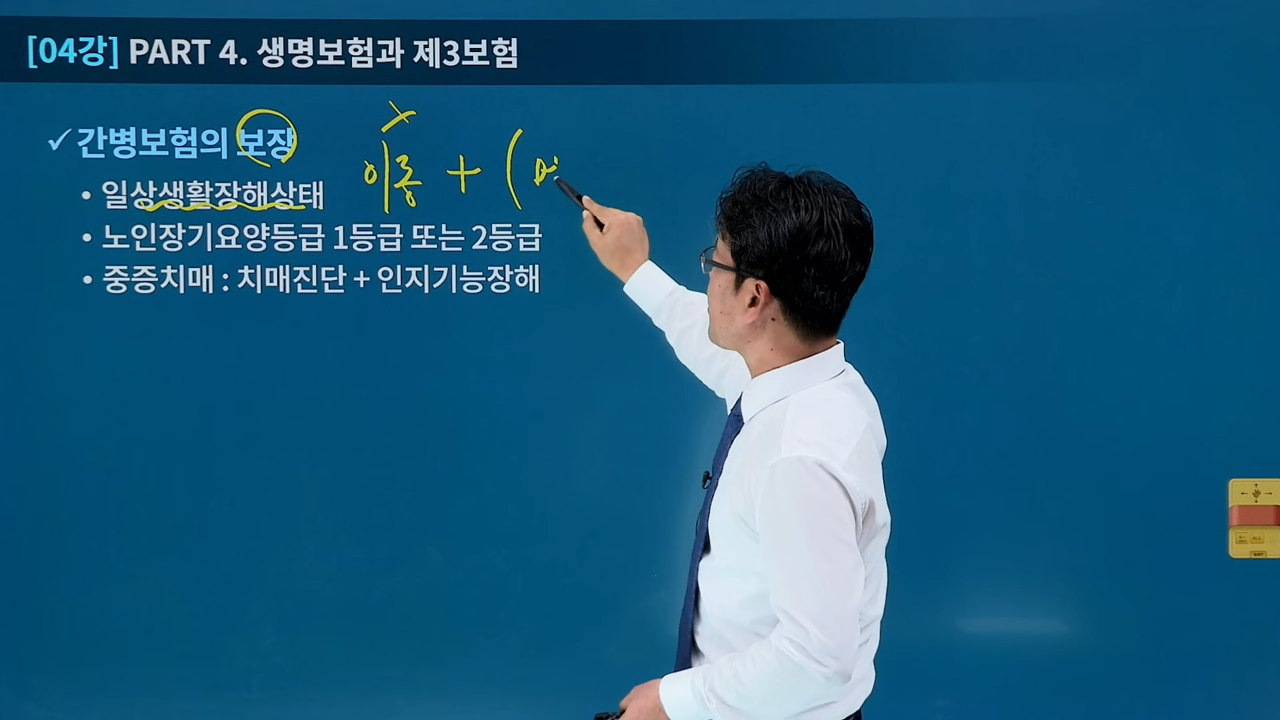 [04강] PART 4. 생명보험과 제3보험
✓ 간병보험의 보장
• 일상생활장해상태
이동 + (
• 노인장기요양등급 1등급 또는 2등급
• 중증치매 : 치매진단 + 인지기능장해